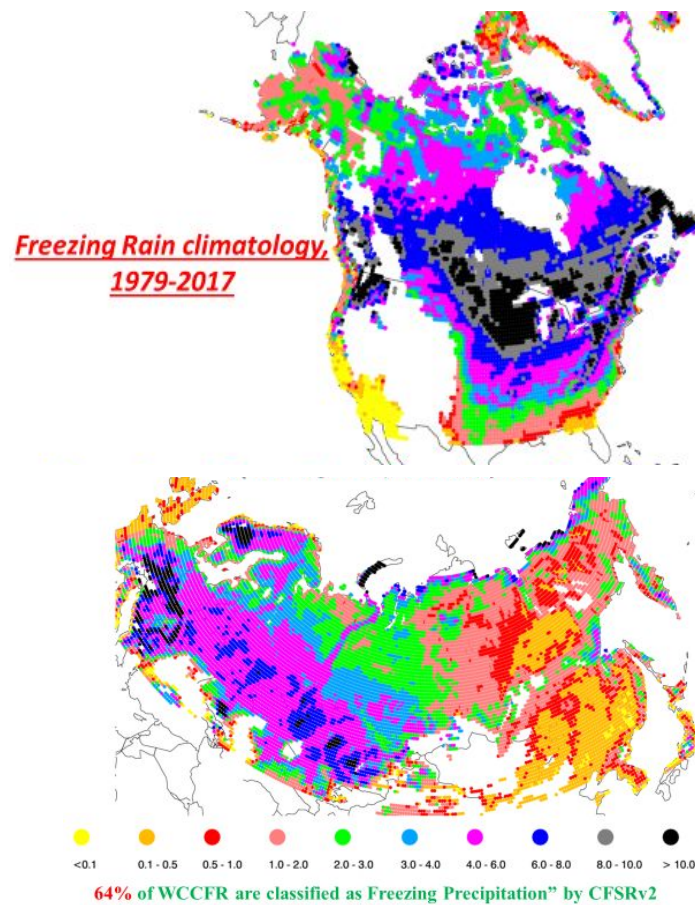 Freezing Rain climatology,
1979-2017
<0.1 0.1 - 0.5 0.5 - 1.0 1.0 - 2.0 2.0 - 3.0 3.0 - 4.0 4.0 - 6.0 6.0 - 8.0 8.0 - 10.0 > 10.0
64% of WCCFR are classified as Freezing Precipitation” by CFSRv2